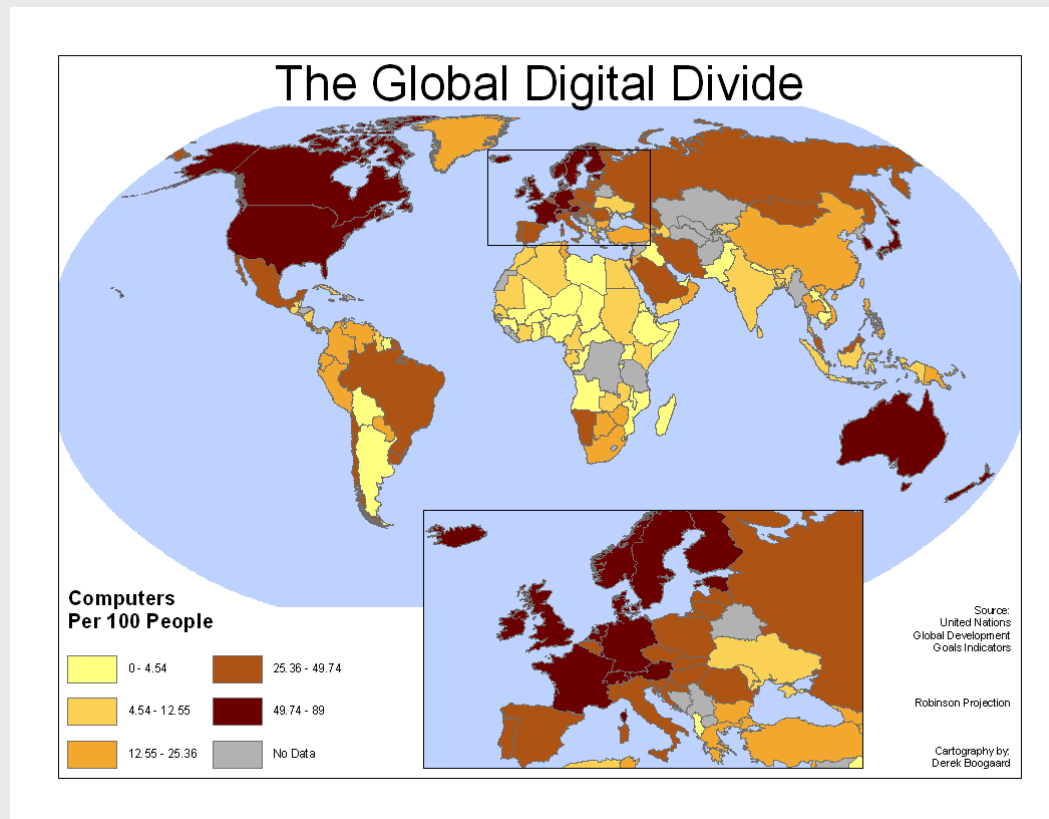 The Global Digital Divide
Computers
Per 100 People
0 - 4.54
25.36 - 49.74
4.54 - 12.55
49.74 - 89
12.55 - 25.36
No Data
Source:
United Nations
Global Development
Goals Indicators
Robinson Projection
Cartography by:
Derek Boogaard